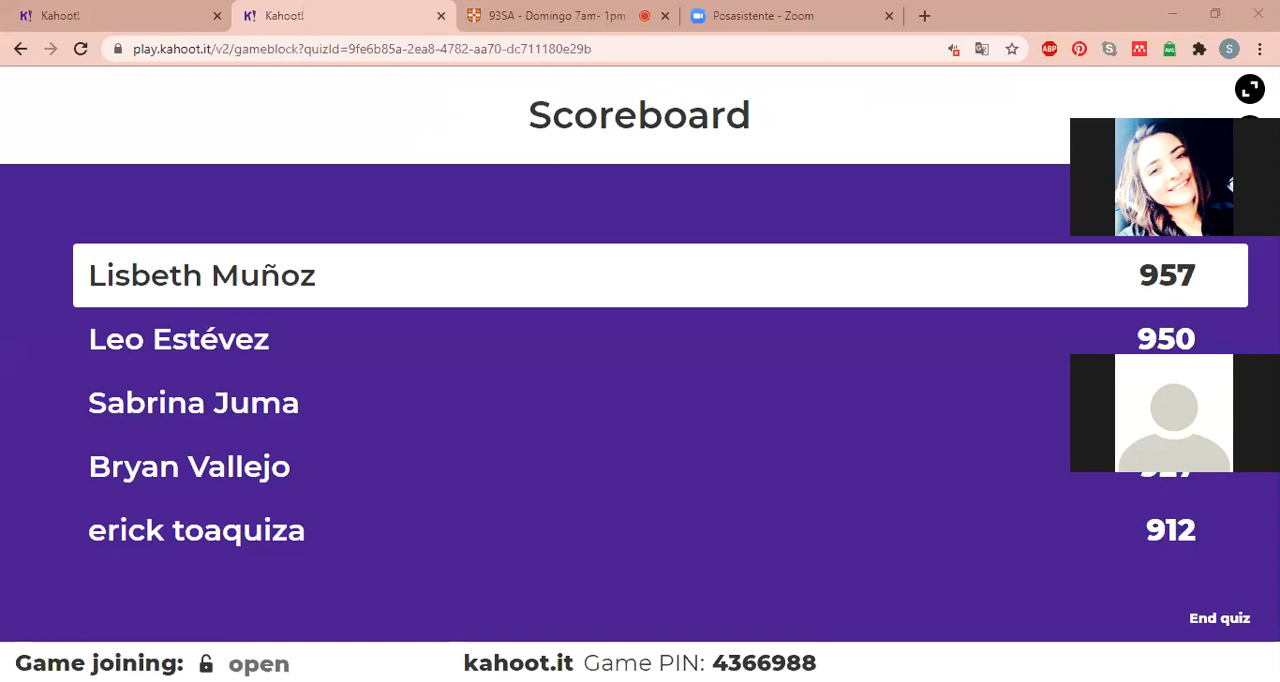 Kahoot!
Kahoot!
93SA - Domingo 7am- 1pm
Posasistente - Zoom
play.kahoot.it/v2/gameblock?quizId=9fe6b85a-2ea8-4782-aa70-dc711180e29b
ABP
S
Scoreboard
Lisbeth Muñoz 957
Leo Estévez 950
Sabrina Juma
Bryan Vallejo
erick toaquiza 912
End quiz
Game joining: open
kahoot.it Game PIN: 4366988